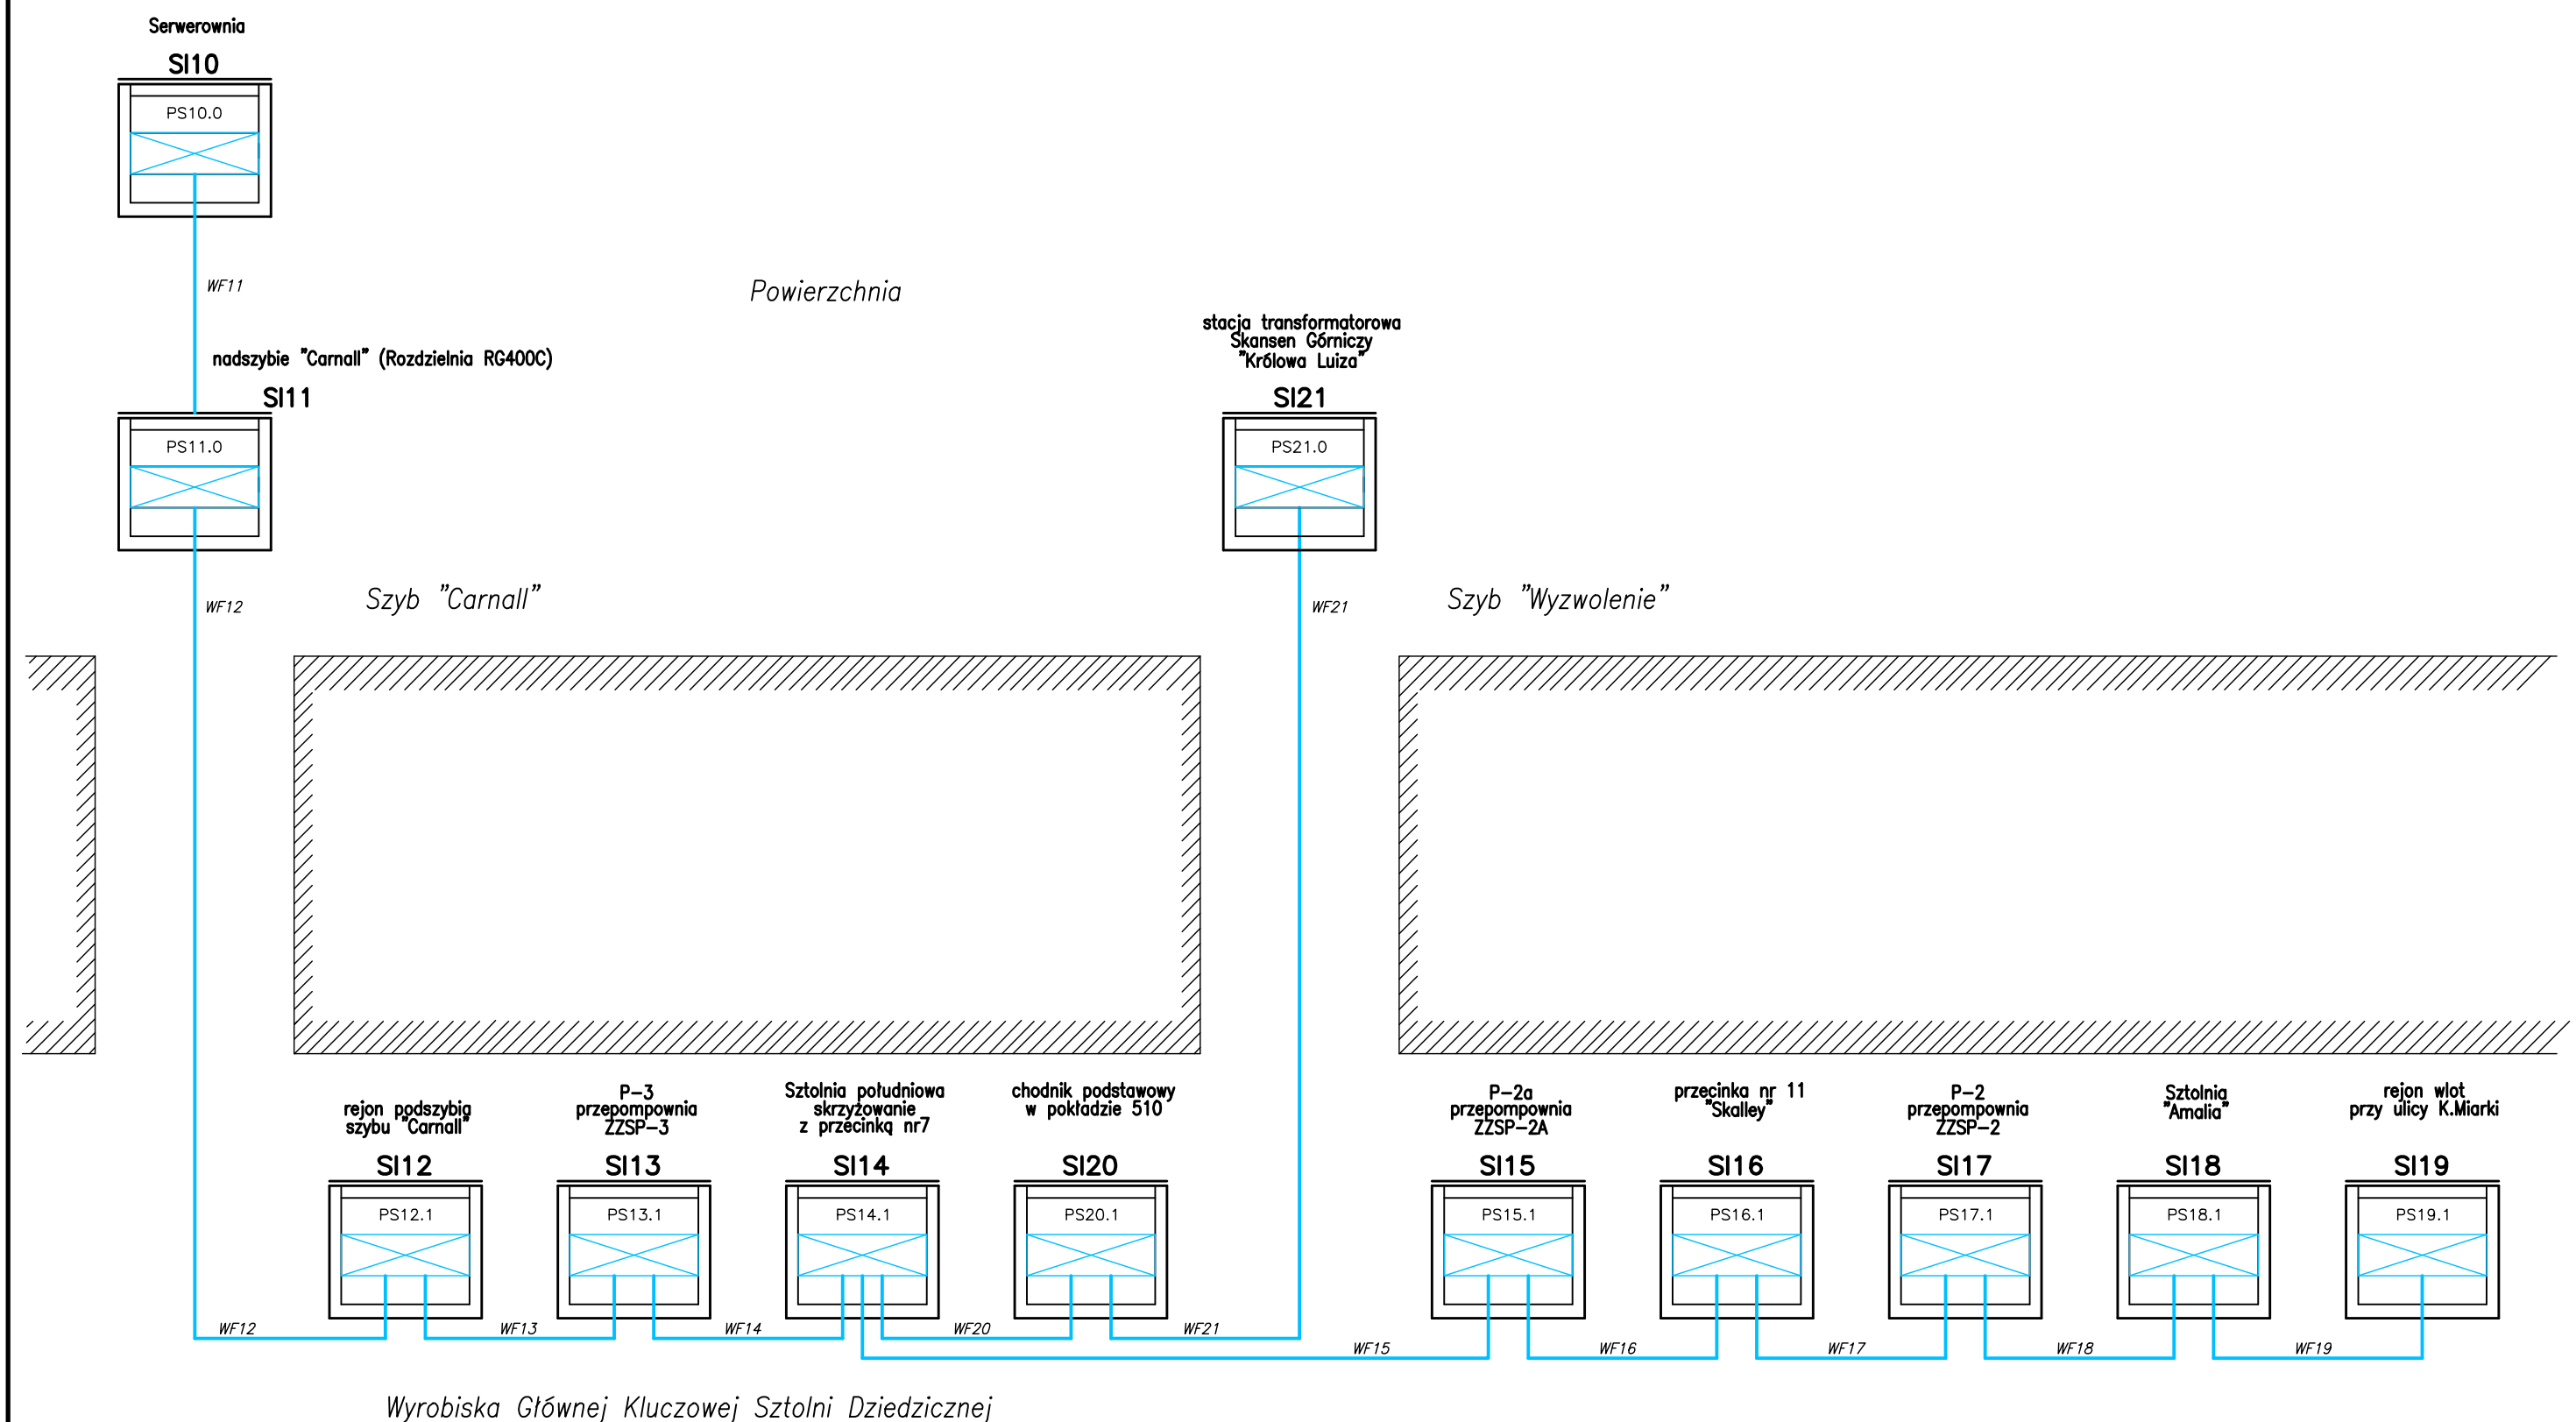 Serwerownia
SI10
PS10.0
WF11
Powierzchnia
nadszybie "Carnall" (Rozdzielnia RG400C)
SI11
PS11.0
stacja transformatorowa
Skansen Górniczy
"Królowa Luiza"
SI21
PS21.0
WF12
Szyb "Carnall"
WF21
Szyb "Wyzwolenie"
rejon podszybia
szybu "Carnall"
SI12
PS12.1
P-3
przepompownia
ZZSP-3
SI13
PS13.1
Sztolnia południowa
skrzyżowanie
z przecinką nr7
SI14
PS14.1
chodnik podstawowy
w pokładzie 510
SI20
PS20.1
P-2a
przepompownia
ZZSP-2A
SI15
PS15.1
przecinka nr 11
"Skalley"
SI16
PS16.1
P-2
przepompownia
ZZSP-2
SI17
PS17.1
Sztolnia
"Amalia"
SI18
PS18.1
rejon wlot
przy ulicy K.Miarki
SI19
PS19.1
WF12
WF13
WF14
WF20
WF21
WF15
WF16
WF17
WF18
WF19
Wyrobiska Głównej Kluczowej Sztolni Dziedzicznej